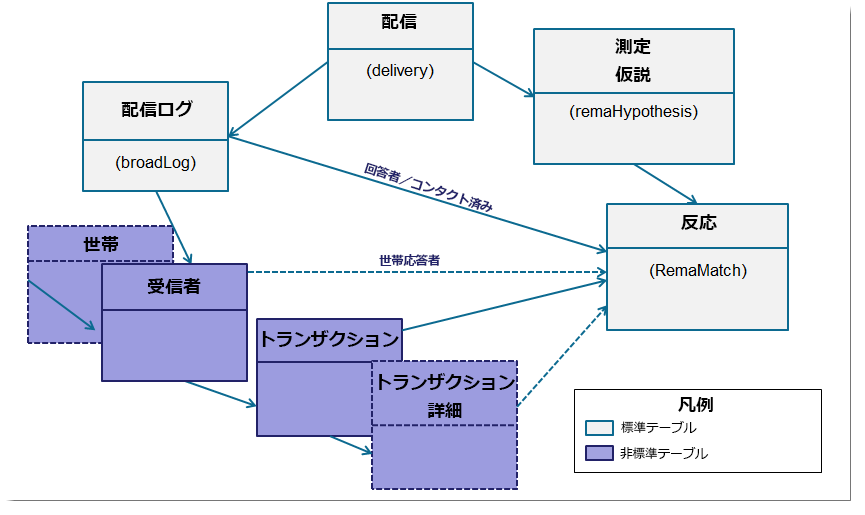 配信
(delivery)
測定
仮説
(remaHypothesis)
配信ログ
(broadLog)
回答者／コンタクト済み
反応
(RemaMatch)
世帯
受信者
世帯応答者
トランザクション
トランザクション
詳細
凡例
標準テーブル
非標準テーブル